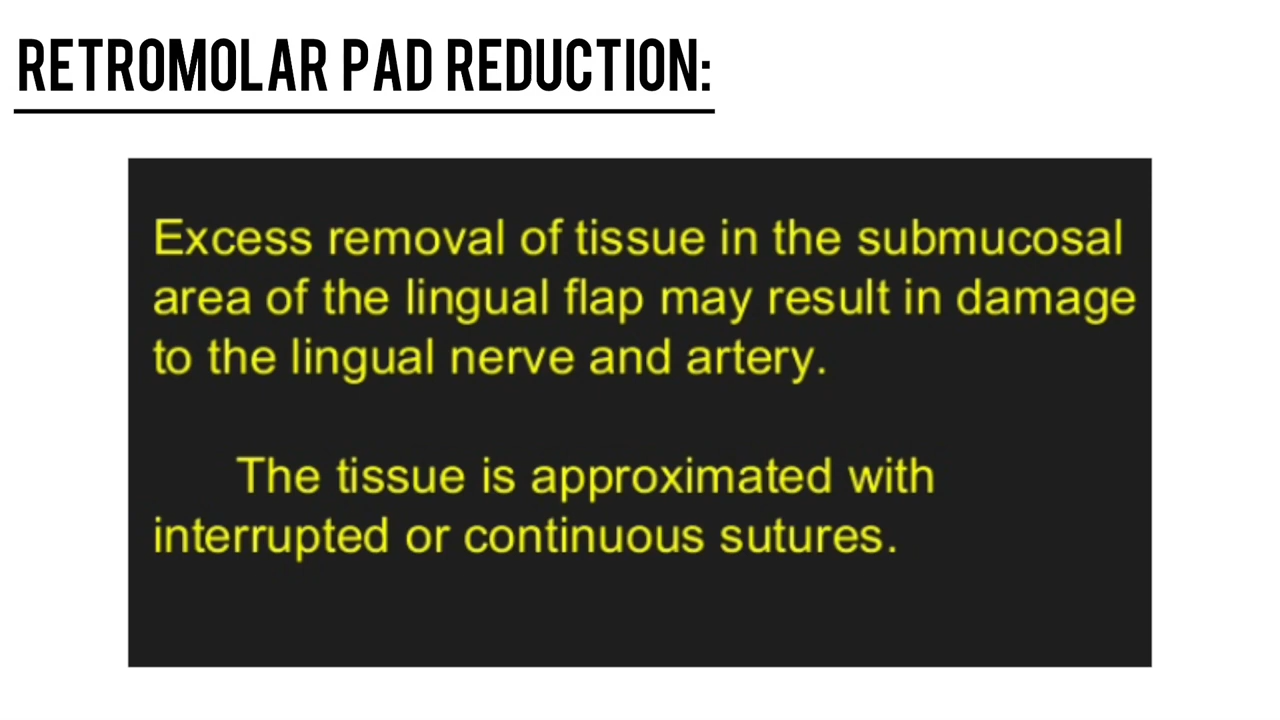 RETROMOLAR PAD REDUCTION:
Excess removal of tissue in the submucosal
area of the lingual flap may result in damage
to the lingual nerve and artery.
The tissue is approximated with
interrupted or continuous sutures.